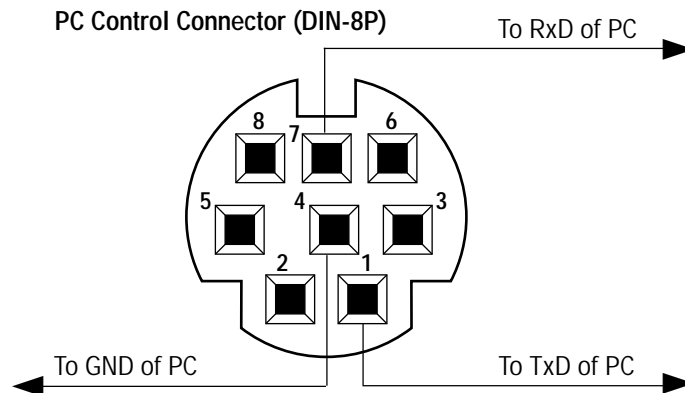 PC Control Connector (DIN-8P)
To RxD of PC
8 7 6
5 4 3
2 1
To GND of PC
To TxD of PC